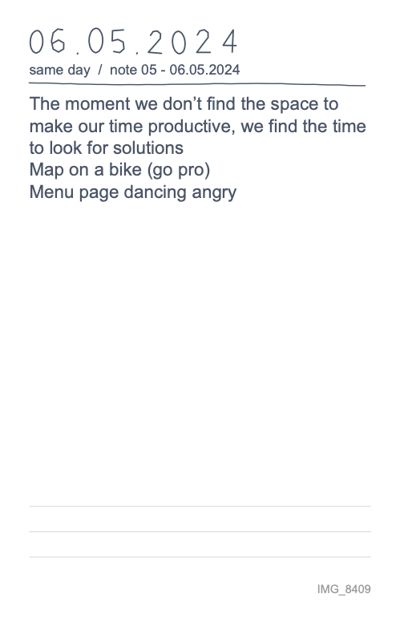 06.05.2024
same day / note 05 - 06.05.2024
The moment we don’t find the space to
make our time productive, we find the time
to look for solutions
Map on a bike (go pro)
Menu page dancing angry
IMG_8409